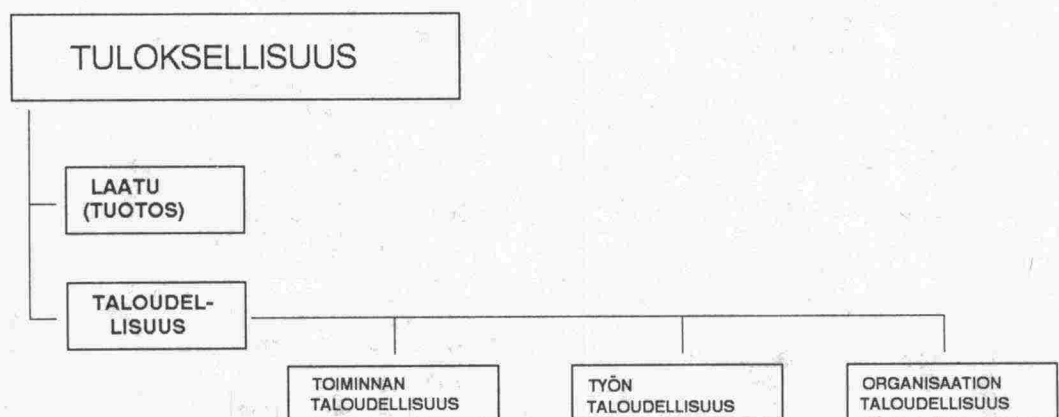 TULOKSELLISUUS
LAATU
(TUOTOS)
TALOUDEL-
LISUUS
TOIMINNAN
TALOUDELLISUUS
TYÖN
TALOUDELLISUUS
ORGANISAATION
TALOUDELLISUUS